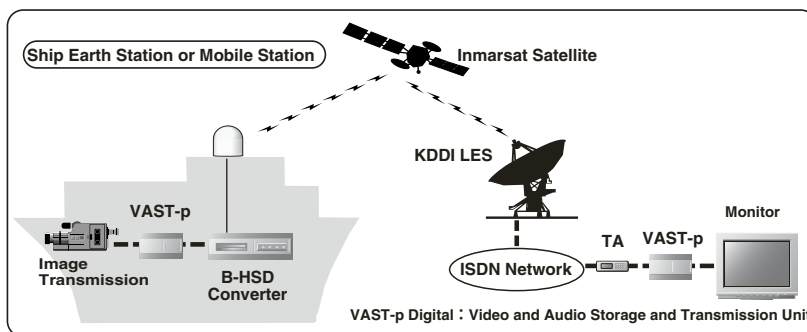 Ship Earth Station or Mobile Station
Inmarsat Satellite
KDDI LES
VAST-p
Image
Transmission
B-HSD
Converter
ISDN Network
TA
VAST-p
Monitor
VAST-p Digital : Video and Audio Storage and Transmission Unit